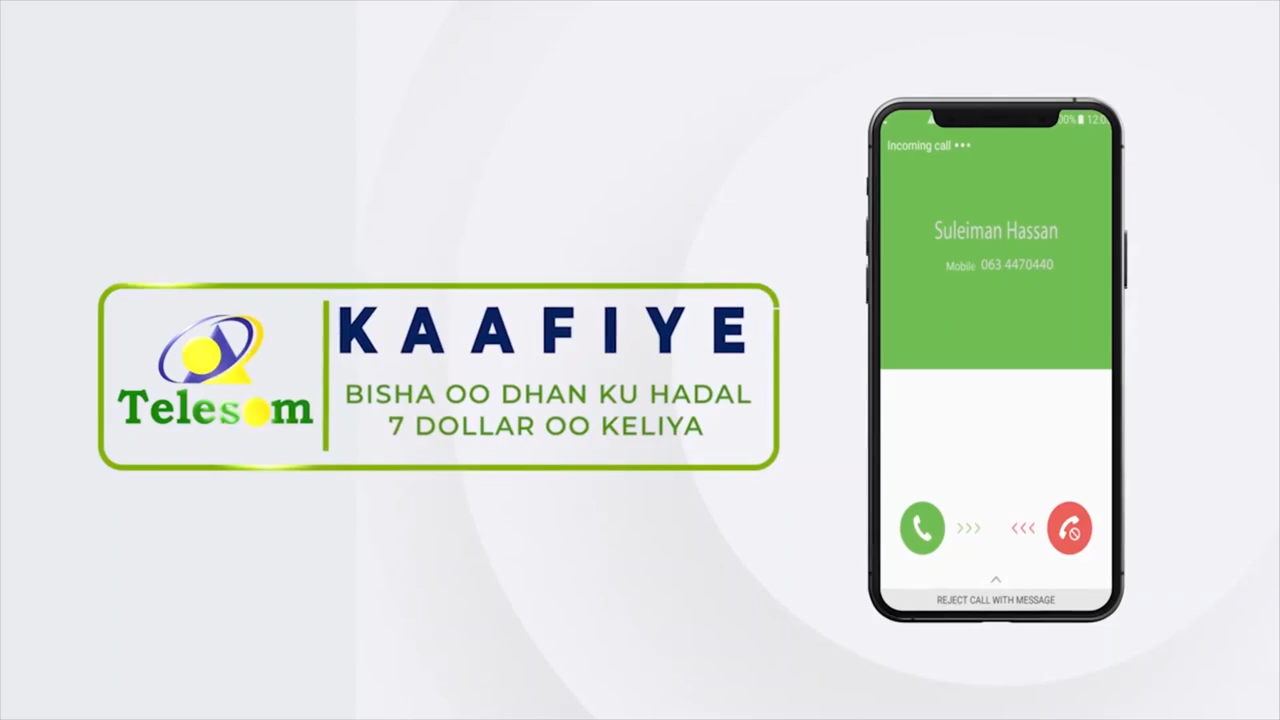 Telesom
KAAFIYE
BISHA OO DHAN KU HADAL
7 DOLLAR OO KELIYA
Incoming call •••
Suleiman Hassan
Mobile 063 4470440
REJECT CALL WITH MESSAGE